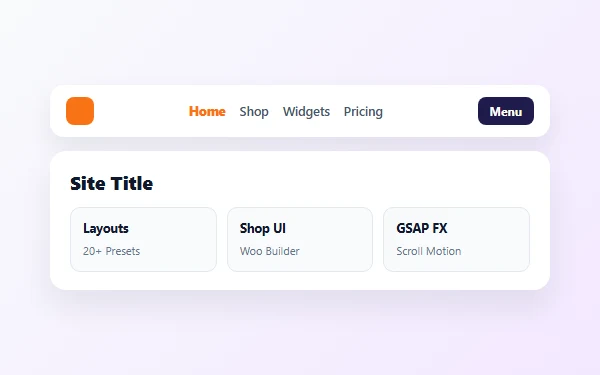 Home Shop Widgets Pricing Menu
Site Title
Layouts Shop UI GSAP FX
20+ Presets Woo Builder Scroll Motion